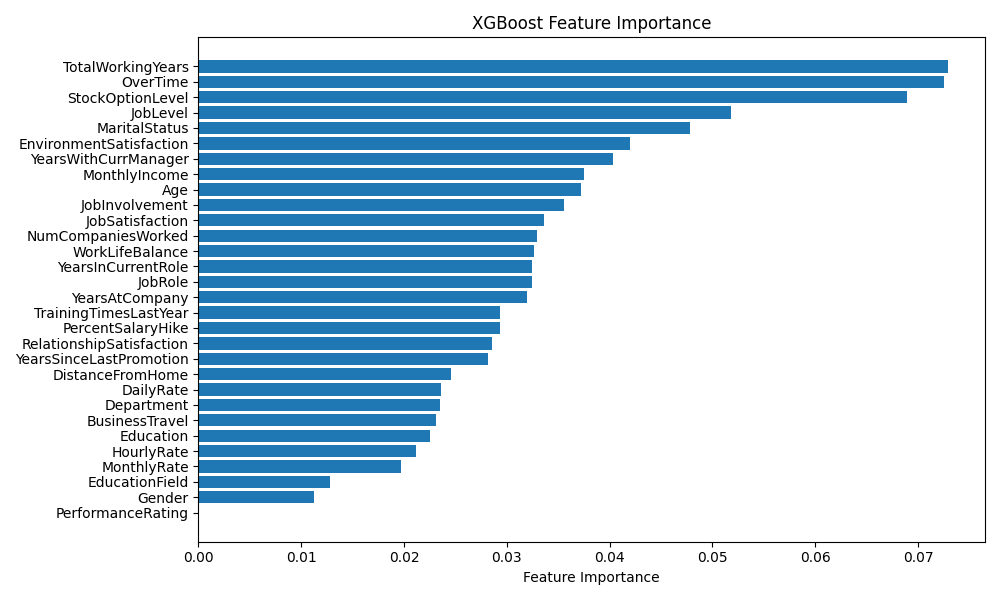 XGBoost Feature Importance
TotalWorkingYears
OverTime
StockOptionLevel
JobLevel
MaritalStatus
EnvironmentSatisfaction
YearsWithCurrManager
MonthlyIncome
Age
JobInvolvement
JobSatisfaction
NumCompaniesWorked
WorkLifeBalance
YearsInCurrentRole
JobRole
YearsAtCompany
TrainingTimesLastYear
PercentSalaryHike
RelationshipSatisfaction
YearsSinceLastPromotion
DistanceFromHome
DailyRate
Department
BusinessTravel
Education
HourlyRate
MonthlyRate
EducationField
Gender
PerformanceRating
0.00 0.01 0.02 0.03 0.04 0.05 0.06 0.07
Feature Importance